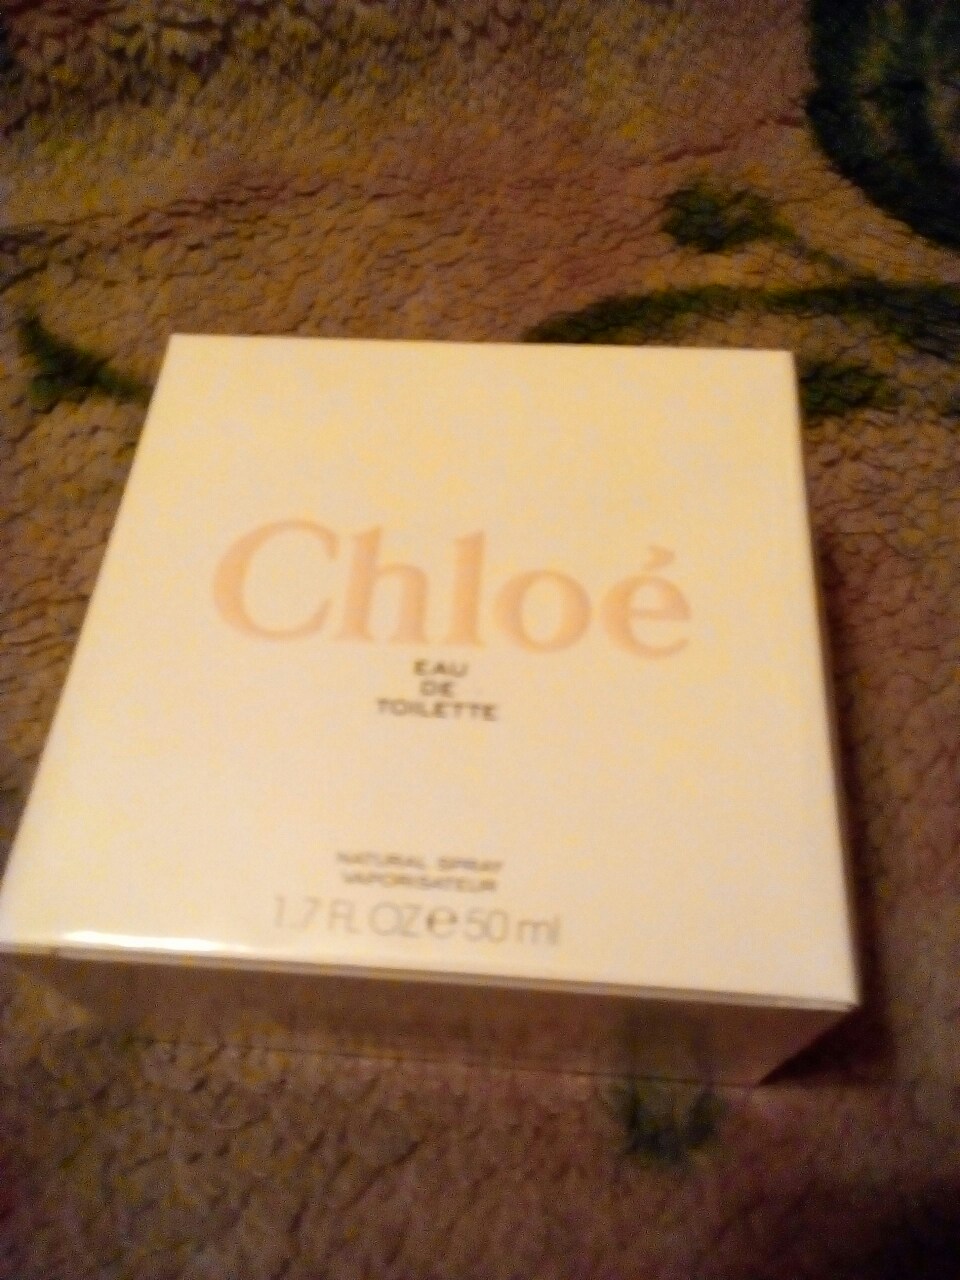 Chloé
EAU
DE
TOILETTE
NATURAL SPRAY
VAPORISATEUR
1.7 FL OZ ℮ 50 ml